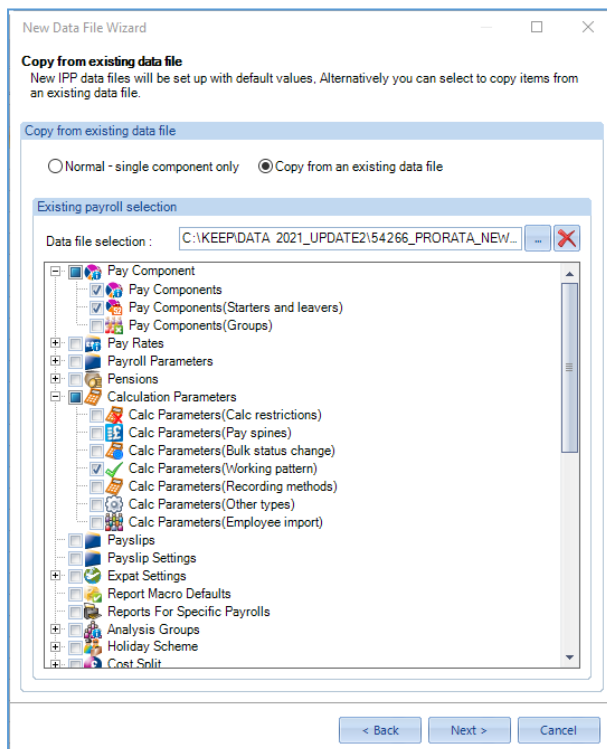 New Data File Wizard
Copy from existing data file
New IPP data files will be set up with default values, Alternatively you can select to copy items from
an existing data file.
Copy from existing data file
Normal - single component only
Copy from an existing data file
Existing payroll selection
Data file selection :
C:\KEEP\DATA 2021_UPDATE2\54266_PRORATA_NEW...
...
Pay Component
Pay Components
Pay Components(Starters and leavers)
Pay Components(Groups)
Pay Rates
Payroll Parameters
Pensions
Calculation Parameters
Calc Parameters(Calc restrictions)
Calc Parameters(Pay spines)
Calc Parameters(Bulk status change)
Calc Parameters(Working pattern)
Calc Parameters(Recording methods)
Calc Parameters(Other types)
Calc Parameters(Employee import)
Payslips
Payslip Settings
Expat Settings
Report Macro Defaults
Reports For Specific Payrolls
Analysis Groups
Holiday Scheme
Cost Split
< Back
Next >
Cancel